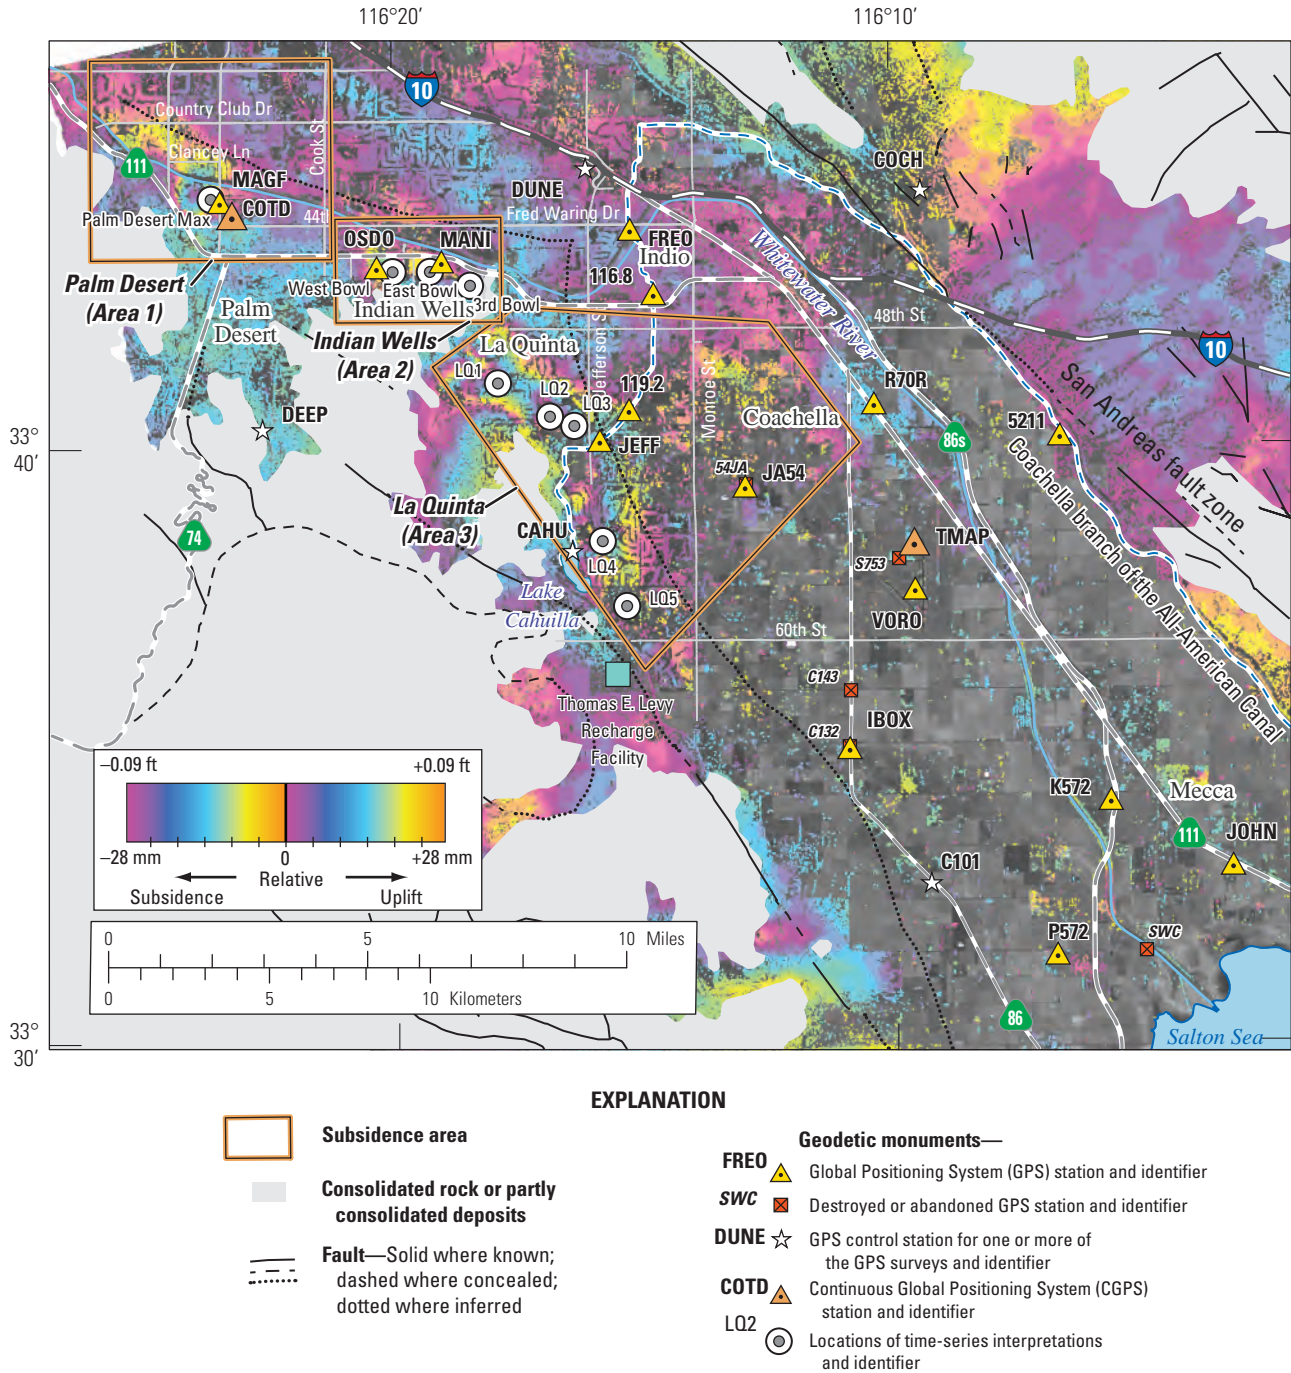 116°20′
116°10′
10
Country Club Dr
Cook St
Clancey Ln
111
COCH
MAGF
DUNE
COTD
Palm Desert Max
44tl
Fred Waring Dr
OSDO
MANI
FREO
Indio
Whitewater River
116.8
West Bowl
East Bowl
3rd Bowl
Palm Desert
(Area 1)
Palm
Desert
Indian Wells
Jefferson S
48th St
10
Indian Wells
(Area 2)
La Quinta
LQ1
LQ2
LQ3
119.2
Monroe St
R70R
San Andreas fault zone
DEEP
Coachella
5211
33°
40′
JEFF
86s
54JA
JA54
Coachella branch of the All-American Canal
La Quinta
(Area 3)
74
CAHU
TMAP
S753
LQ4
Lake
Cahuilla
LQ5
VORO
60th St
C143
Thomas E. Levy
Recharge
Facility
IBOX
C132
–0.09 ft
+0.09 ft
K572
Mecca
111
JOHN
–28 mm
0
+28 mm
Relative
Subsidence
Uplift
C101
0
5
10 Miles
P572
SWC
0
5
10 Kilometers
86
33°
30′
Salton Sea
EXPLANATION
Subsidence area
Consolidated rock or partly
consolidated deposits
Fault—Solid where known;
dashed where concealed;
dotted where inferred
Geodetic monuments—
FREO
Global Positioning System (GPS) station and identifier
SWC
Destroyed or abandoned GPS station and identifier
DUNE
GPS control station for one or more of
the GPS surveys and identifier
COTD
Continuous Global Positioning System (CGPS)
station and identifier
LQ2
Locations of time-series interpretations
and identifier